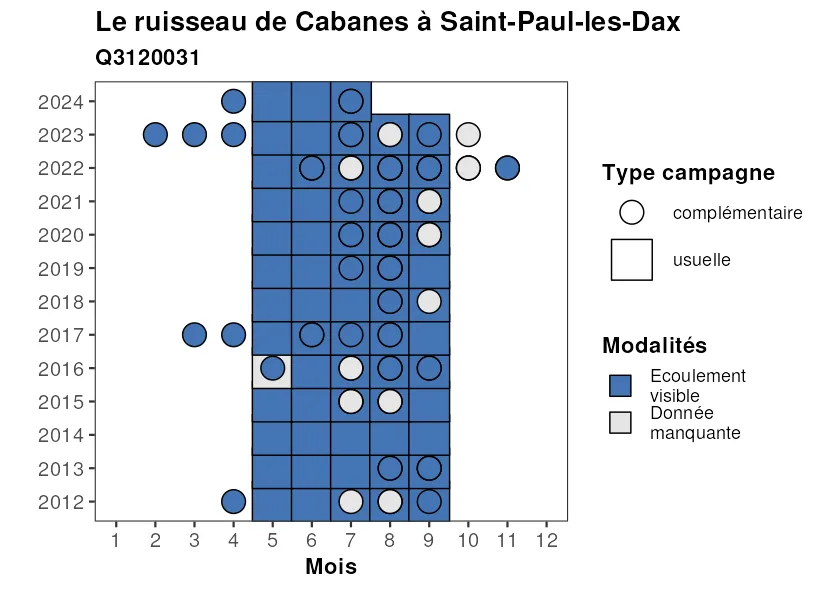 Le ruisseau de Cabanes à Saint-Paul-les-Dax
Q3120031
2024
2023
2022
2021
2020
2019
2018
2017
2016
2015
2014
2013
2012
1 2 3 4 5 6 7 8 9 10 11 12
Mois
Type campagne
complémentaire
usuelle
Modalités
Ecoulement
visible
Donnée
manquante